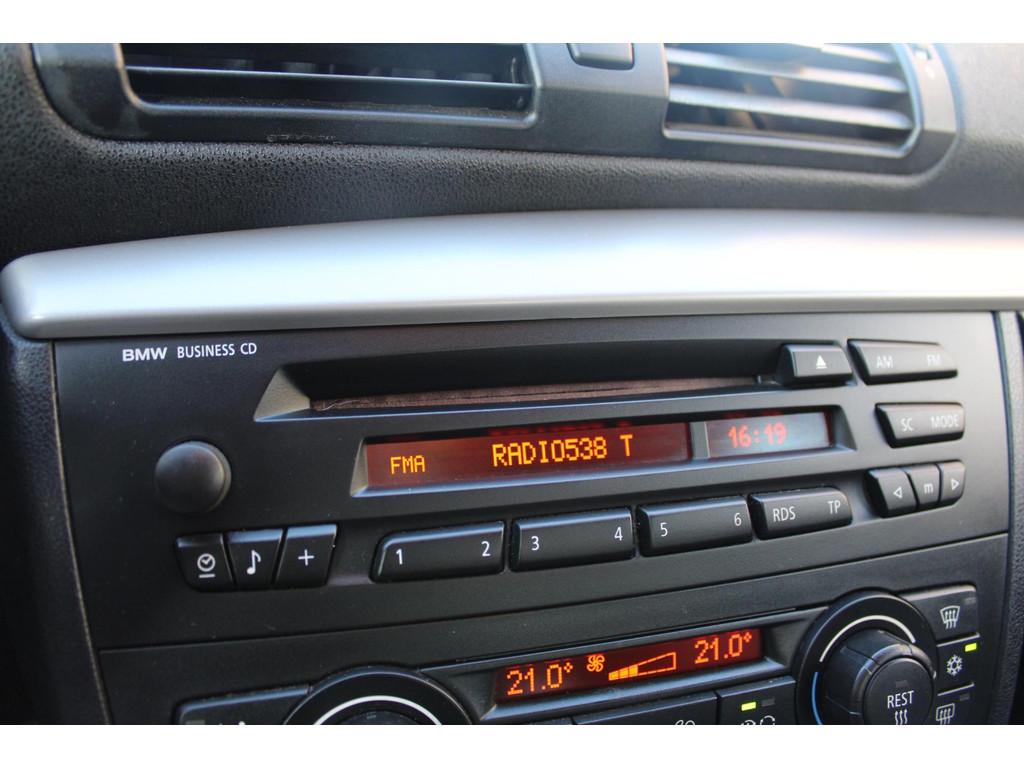 BMW BUSINESS CD
AM FM
SC MODE
FMA RADIO538 T 16:19
m
1 2 3 4 5 6 RDS TP
21.0° 21.0°
REST